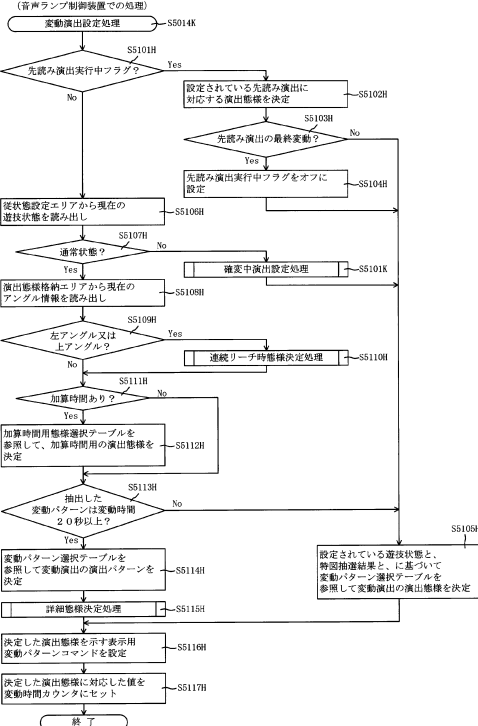 (音声ランプ制御装置での処理)
変動演出設定処理
S5014K
S5101H
先読み演出実行中フラグ?
Yes
No
設定されている先読み演出に
対応する演出態様を決定
S5102H
S5103H
先読み演出の最終変動?
No
Yes
先読み演出実行中フラグをオフに
設定
S5104H
従状態設定エリアから現在の
遊技状態を読み出し
S5106H
S5107H
通常状態?
No
Yes
確変中演出設定処理
S5101K
演出態様格納エリアから現在の
アングル情報を読み出し
S5108H
S5109H
左アングル又は
上アングル?
Yes
No
連続リーチ時態様決定処理
S5110H
S5111H
加算時間あり?
No
Yes
加算時間用態様選択テーブルを
参照して、加算時間用の演出態様を
決定
S5112H
S5113H
抽出した
変動パターンは変動時間
20秒以上?
No
Yes
S5105H
設定されている遊技状態と、
特図抽選結果と、に基づいて
変動パターン選択テーブルを
参照して変動演出の演出態様を決定
変動パターン選択テーブルを
参照して変動演出の演出パターンを
決定
S5114H
詳細態様決定処理
S5115H
決定した演出態様を示す表示用
変動パターンコマンドを設定
S5116H
決定した演出態様に対応した値を
変動時間カウンタにセット
S5117H
終了